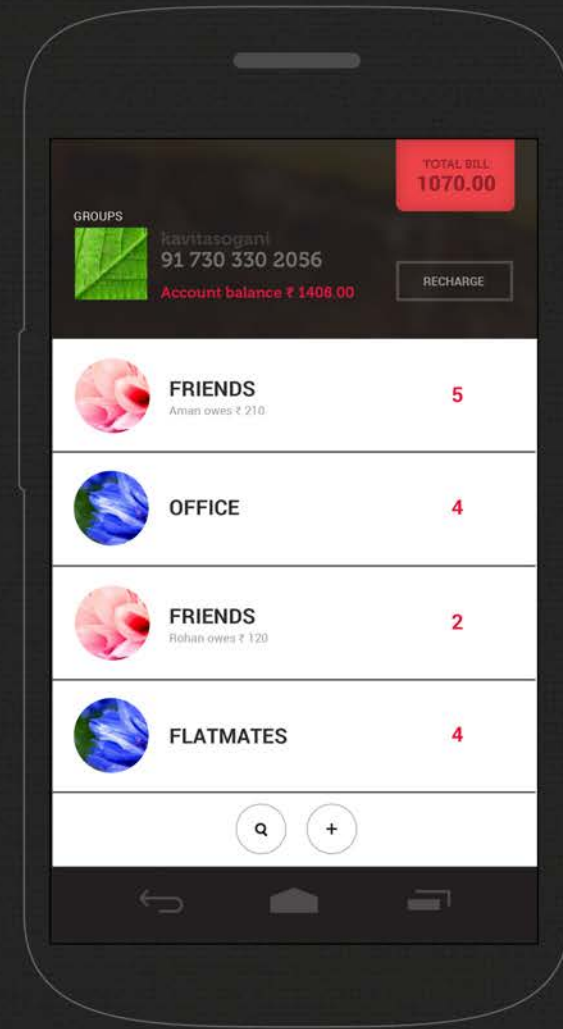 TOTAL BILL
1070.00
GROUPS
kavitasogani
91 730 330 2056
Account balance ₹ 1408.00
RECHARGE
FRIENDS
5
Aman owes ₹ 210
OFFICE
4
FRIENDS
2
Rohan owes ₹ 120
FLATMATES
4